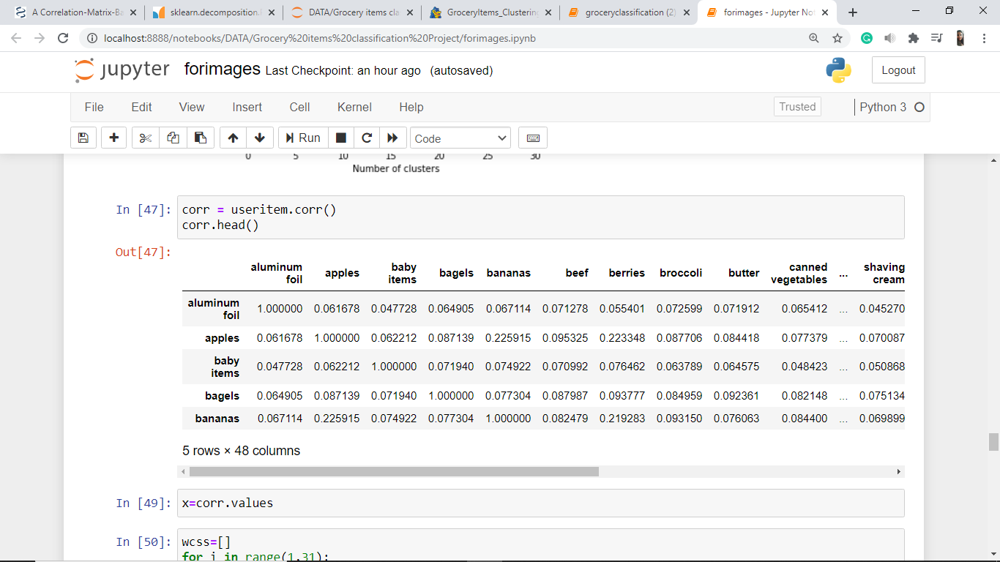 A Correlation-Matrix-Ba
sklearn.decomposition.
DATA/Grocery items cla
GroceryItems_Clustering
groceryclassification (2)
forimages - Jupyter Not
localhost:8888/notebooks/DATA/Grocery%20items%20classification%20Project/forimages.ipynb
jupyter forimages Last Checkpoint: an hour ago (autosaved)
Logout
File Edit View Insert Cell Kernel Help
Trusted
Python 3
Run
Code
0 5 10 15 20 25 30
Number of clusters
In [47]:
corr = useritem.corr()
corr.head()
Out[47]:
aluminum foil apples baby items bagels bananas beef berries broccoli butter canned vegetables ... shaving cream
aluminum foil 1.000000 0.061678 0.047728 0.064905 0.067114 0.071278 0.055401 0.072599 0.071912 0.065412 ... 0.045270
apples 0.061678 1.000000 0.062212 0.087139 0.225915 0.095325 0.223348 0.087706 0.084418 0.077379 ... 0.070087
baby items 0.047728 0.062212 1.000000 0.071940 0.074922 0.070992 0.076462 0.063789 0.064575 0.048423 ... 0.050868
bagels 0.064905 0.087139 0.071940 1.000000 0.077304 0.087987 0.093777 0.084959 0.092361 0.082148 ... 0.075134
bananas 0.067114 0.225915 0.074922 0.077304 1.000000 0.082479 0.219283 0.093150 0.076063 0.084400 ... 0.069899
5 rows × 48 columns
In [49]:
x=corr.values
In [50]:
wcss=[]
for i in range(1,31):